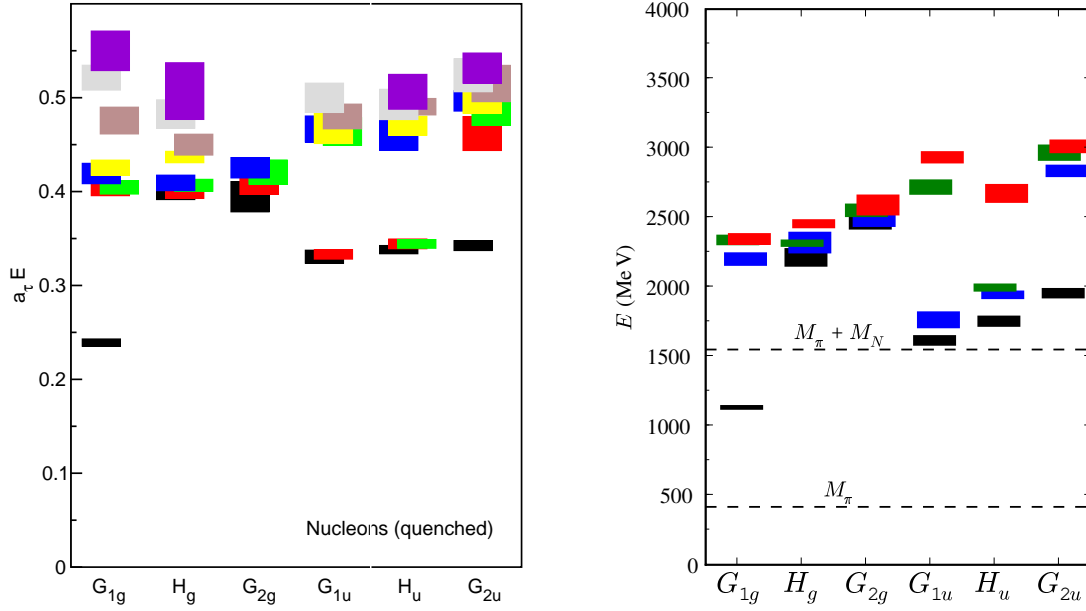 0.5
0.4
0.3
0.2
0.1
0
a_τ E
Nucleons (quenched)
G_1g H_g G_2g G_1u H_u G_2u
4000
3500
3000
2500
2000
1500
1000
500
0
E (MeV)
M_π + M_N
M_π
G_1g H_g G_2g G_1u H_u G_2u